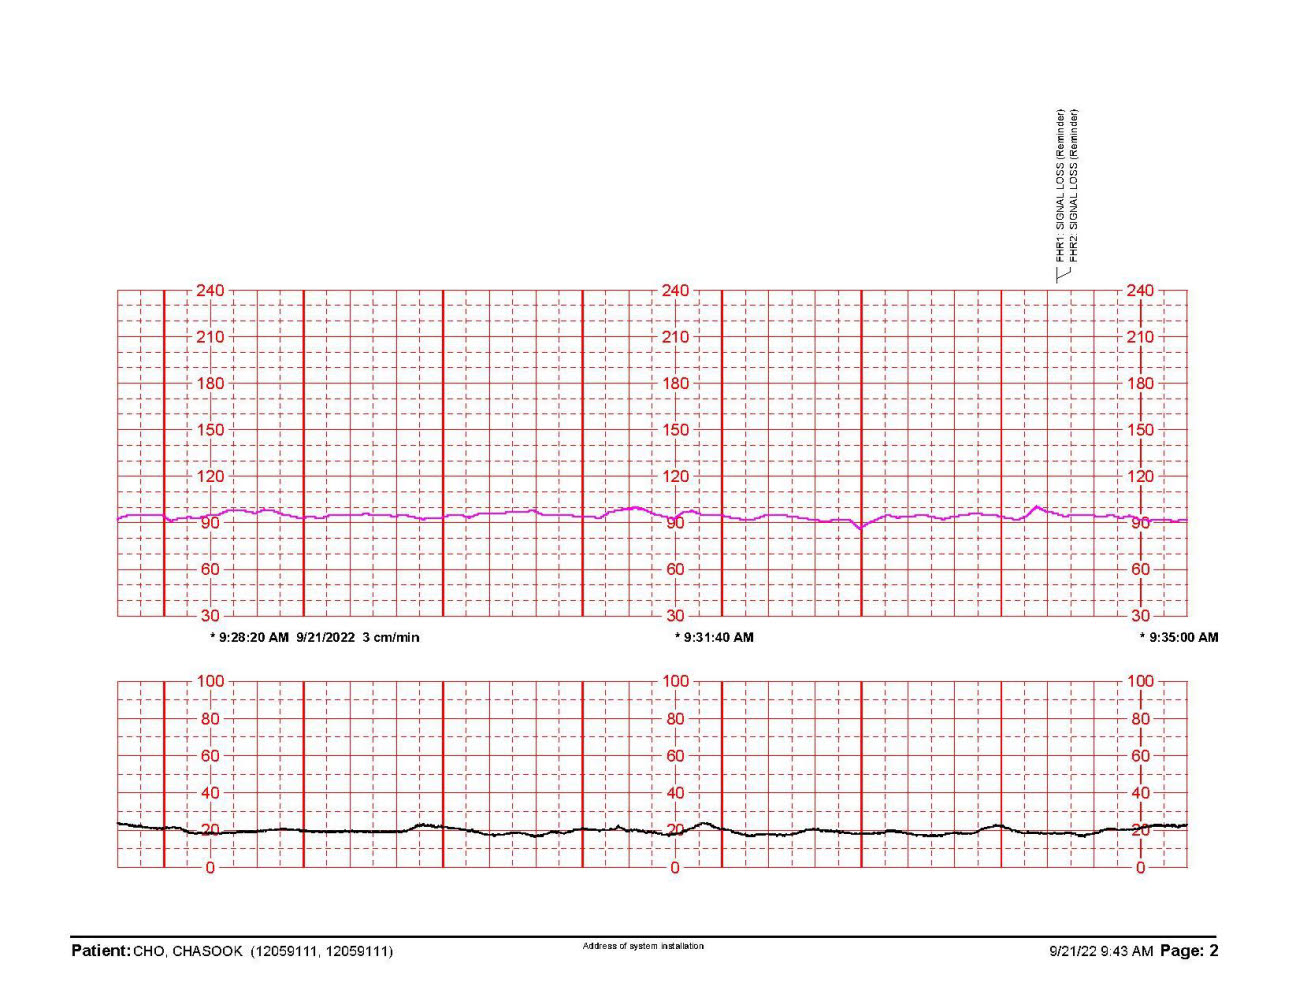 FHR1: SIGNAL LOSS (Reminder)
FHR2: SIGNAL LOSS (Reminder)
240 240 240
210 210 210
180 180 180
150 150 150
120 120 120
90 90 90
60 60 60
30 30 30
* 9:28:20 AM 9/21/2022 3 cm/min * 9:31:40 AM * 9:35:00 AM
100 100 100
80 80 80
60 60 60
40 40 40
20 20 20
0 0 0
Patient: CHO, CHASOOK (12059111, 12059111) Address of system installation 9/21/22 9:43 AM Page: 2